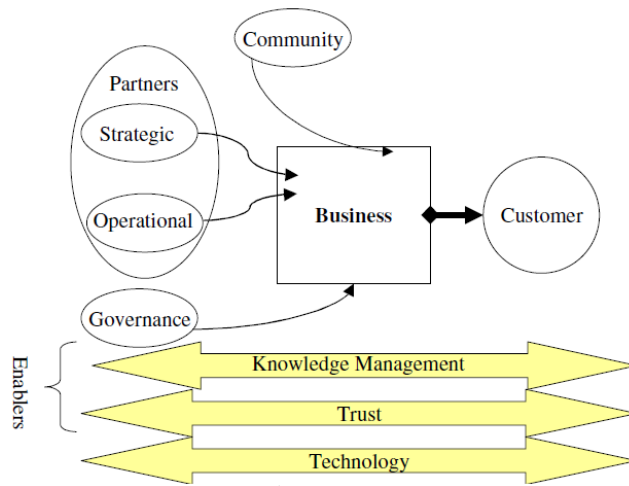 Community
Partners
Strategic
Operational
Business
Customer
Governance
Enablers
Knowledge Management
Trust
Technology